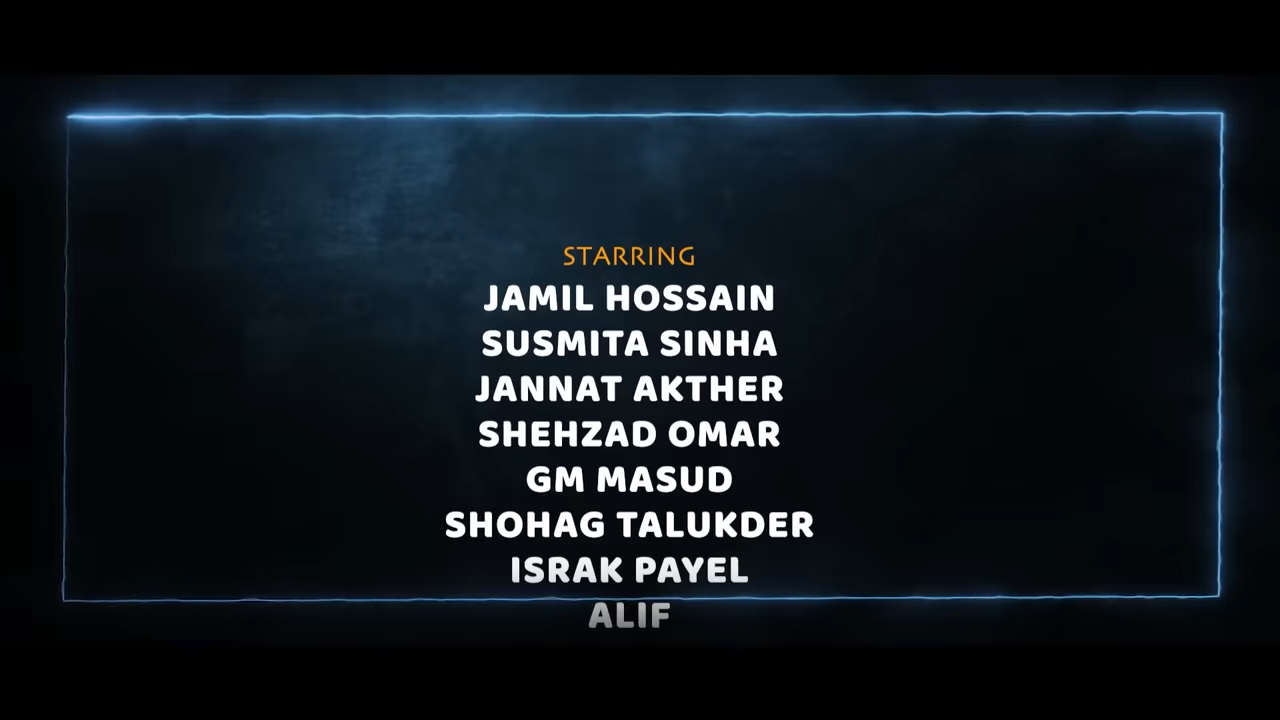 STARRING
JAMIL HOSSAIN
SUSMITA SINHA
JANNAT AKTHER
SHEHZAD OMAR
GM MASUD
SHOHAG TALUKDER
ISRAK PAYEL
ALIF